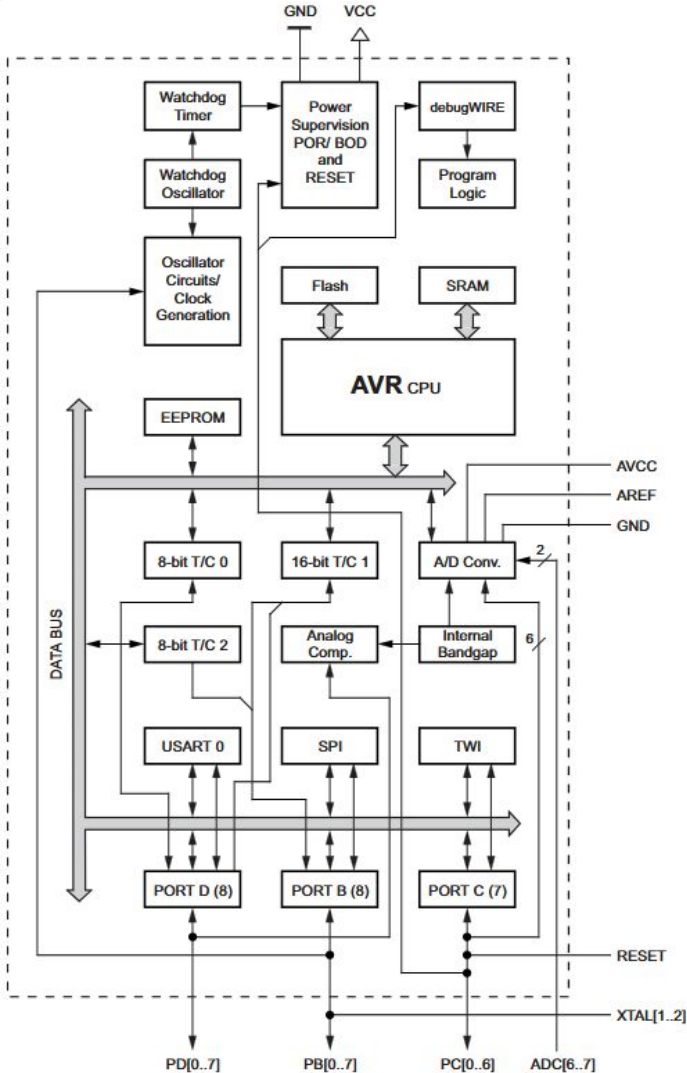 GND
VCC
Watchdog
Timer
Power
Supervision
POR/ BOD
and
RESET
debugWIRE
Watchdog
Oscillator
Program
Logic
Oscillator
Circuits/
Clock
Generation
Flash
SRAM
AVR CPU
EEPROM
AVCC
AREF
GND
2
8-bit T/C 0
16-bit T/C 1
A/D Conv.
DATA BUS
8-bit T/C 2
Analog
Comp.
Internal
Bandgap
6
USART 0
SPI
TWI
PORT D (8)
PORT B (8)
PORT C (7)
RESET
XTAL[1..2]
PD[0..7]
PB[0..7]
PC[0..6]
ADC[6..7]